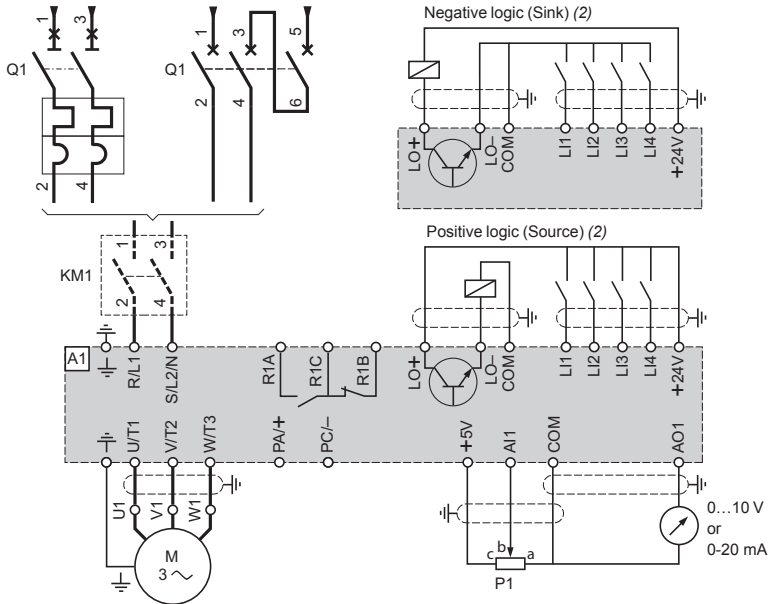 Negative logic (Sink) (2)
1 3
Q1
2 4
1 3 5
Q1
2 4 6
LO+ LO– COM LI1 LI2 LI3 LI4 +24V
Positive logic (Source) (2)
1 3
KM1
2 4
A1
R/L1 S/L2/N R1A R1C R1B LO+ LO– COM LI1 LI2 LI3 LI4 +24V
U/T1 V/T2 W/T3 PA/+ PC/– +5V AI1 COM AO1
U1 V1 W1
M
3
c b a
P1
0...10 V
or
0-20 mA